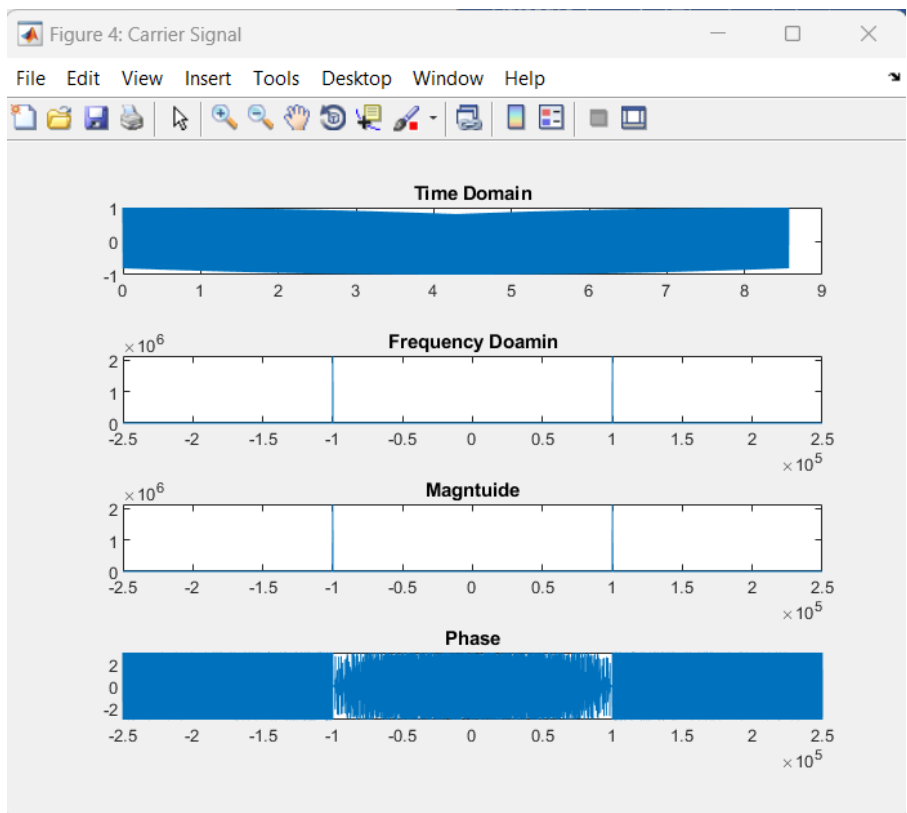 Figure 4: Carrier Signal
File Edit View Insert Tools Desktop Window Help
Time Domain
1
0
-1
0 1 2 3 4 5 6 7 8 9
×10^6
Frequency Doamin
2
1
0
-2.5 -2 -1.5 -1 -0.5 0 0.5 1 1.5 2 2.5
×10^5
×10^6
Magntuide
2
1
0
-2.5 -2 -1.5 -1 -0.5 0 0.5 1 1.5 2 2.5
×10^5
Phase
2
0
-2
-2.5 -2 -1.5 -1 -0.5 0 0.5 1 1.5 2 2.5
×10^5